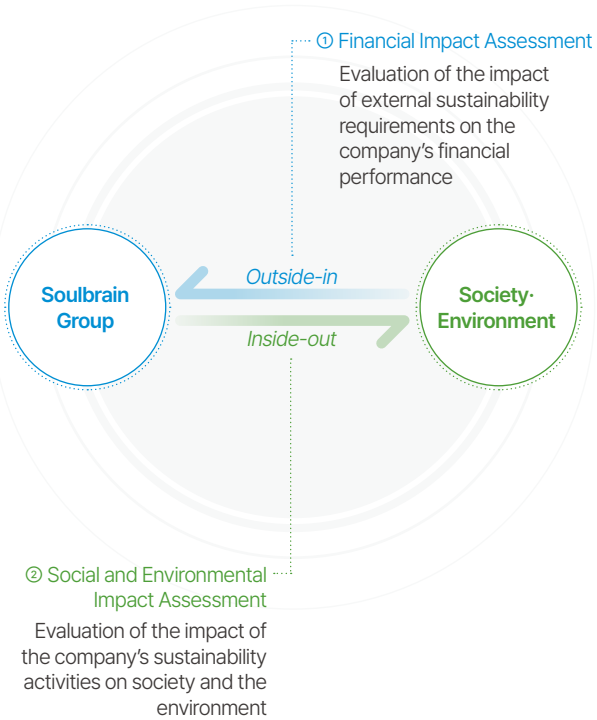 ① Financial Impact Assessment
Evaluation of the impact
of external sustainability
requirements on the
company's financial
performance
Soulbrain
Group
Outside-in
Inside-out
Society·
Environment
② Social and Environmental
Impact Assessment
Evaluation of the impact of
the company's sustainability
activities on society and the
environment